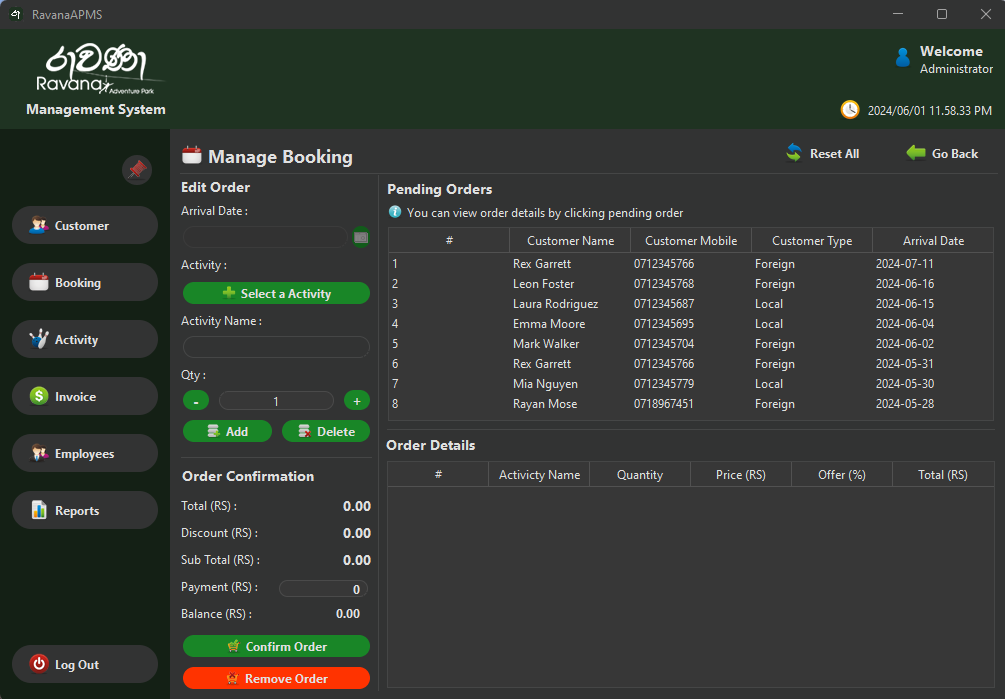 RavanaAPMS
රාවණා
Ravana Adventure Park
Management System
Welcome
Administrator
2024/06/01 11.58.33 PM
Customer
Booking
Activity
Invoice
Employees
Reports
Log Out
Manage Booking
Reset All
Go Back
Edit Order
Arrival Date :
Activity :
Select a Activity
Activity Name :
Qty :
- 1 +
Add Delete
Order Confirmation
Total (RS) : 0.00
Discount (RS) : 0.00
Sub Total (RS) : 0.00
Payment (RS) : 0
Balance (RS) : 0.00
Confirm Order
Remove Order
Pending Orders
You can view order details by clicking pending order
# Customer Name Customer Mobile Customer Type Arrival Date
1 Rex Garrett 0712345766 Foreign 2024-07-11
2 Leon Foster 0712345768 Foreign 2024-06-16
3 Laura Rodriguez 0712345687 Local 2024-06-15
4 Emma Moore 0712345695 Local 2024-06-04
5 Mark Walker 0712345704 Foreign 2024-06-02
6 Rex Garrett 0712345766 Foreign 2024-05-31
7 Mia Nguyen 0712345779 Local 2024-05-30
8 Rayan Mose 0718967451 Foreign 2024-05-28
Order Details
# Activicty Name Quantity Price (RS) Offer (%) Total (RS)